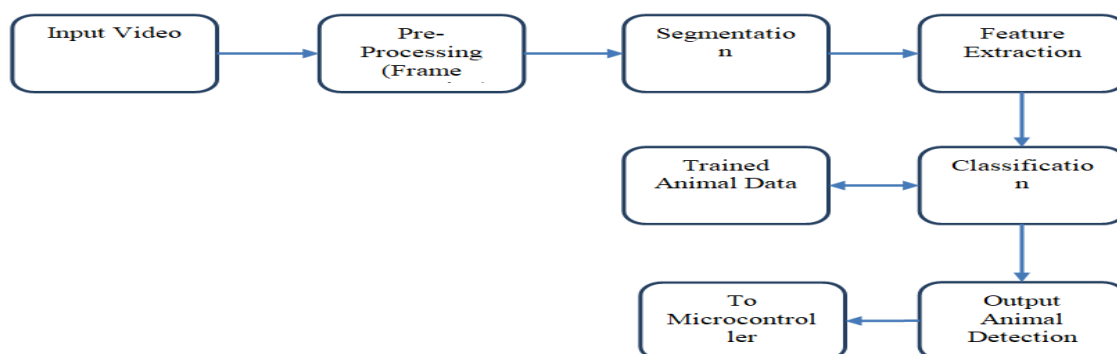 Input Video
Pre-
Processing
(Frame
Segmentatio
n
Feature
Extraction
Trained
Animal Data
Classificatio
n
To
Microcontrol
ler
Output
Animal
Detection